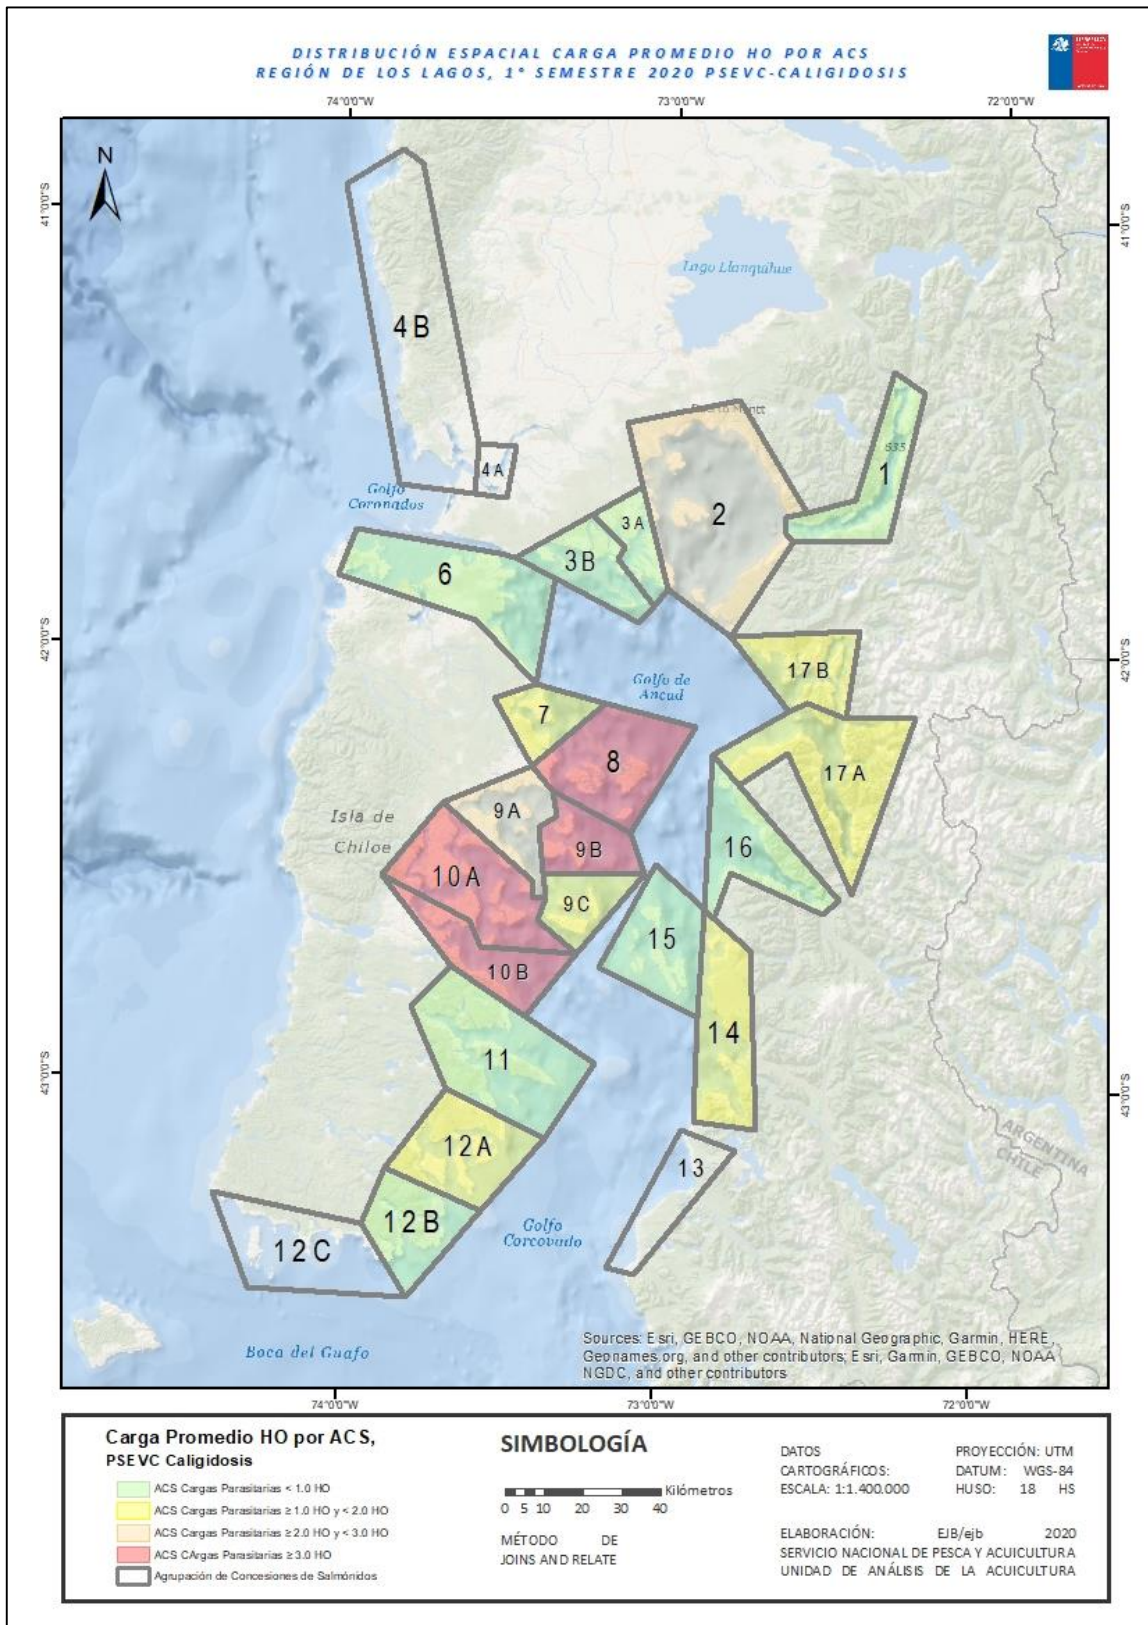 DISTRIBUCIÓN ESPACIAL CARGA PROMEDIO HO POR ACS
REGIÓN DE LOS LAGOS, 1° SEMESTRE 2020 PSEVC-CALIGIDOSIS
74°0'0"W 73°0'0"W 72°0'0"W
N
41°0'0"S 41°0'0"S
Lago Llanquihue
4 B
1
4 A
Golfo
Coronados
2
3 A
3 B
6
42°0'0"S 42°0'0"S
17 B
Golfo de
Ancud
7
8
17 A
9 A
Isla de
Chiloe
9 B
16
10 A
9 C
15
10 B
14
11
43°0'0"S 43°0'0"S
ARGENTINA
CHILE
12 A
13
12 B
Golfo
Corcovado
12 C
Boca del Guafo
Sources: Esri, GEBCO, NOAA, National Geographic, Garmin, HERE,
Geonames.org, and other contributors; Esri, Garmin, GEBCO, NOAA
NGDC, and other contributors
74°0'0"W 73°0'0"W 72°0'0"W
Carga Promedio HO por ACS,
PSEVC Caligidosis
ACS Cargas Parasitarias < 1.0 HO
ACS Cargas Parasitarias ≥ 1.0 HO y < 2.0 HO
ACS Cargas Parasitarias ≥ 2.0 HO y < 3.0 HO
ACS CArgas Parasitarias ≥ 3.0 HO
Agrupación de Concesiones de Salmónidos
SIMBOLOGÍA
Kilómetros
0 5 10 20 30 40
MÉTODO DE
JOINS AND RELATE
DATOS PROYECCIÓN: UTM
CARTOGRÁFICOS: DATUM: WGS-84
ESCALA: 1:1.400.000 HUSO: 18 HS
ELABORACIÓN: EJB/ejb 2020
SERVICIO NACIONAL DE PESCA Y ACUICULTURA
UNIDAD DE ANÁLISIS DE LA ACUICULTURA